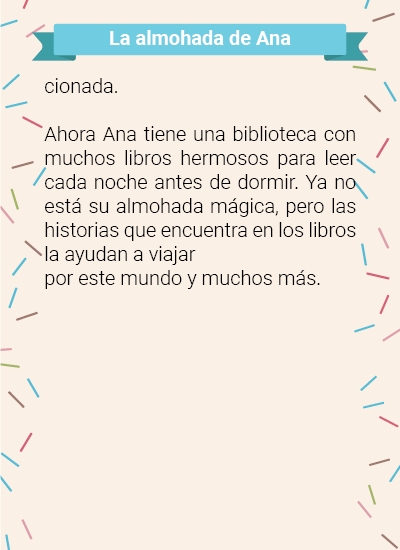 La almohada de Ana
cionada.
Ahora Ana tiene una biblioteca con
muchos libros hermosos para leer
cada noche antes de dormir. Ya no
está su almohada mágica, pero las
historias que encuentra en los libros
la ayudan a viajar
por este mundo y muchos más.